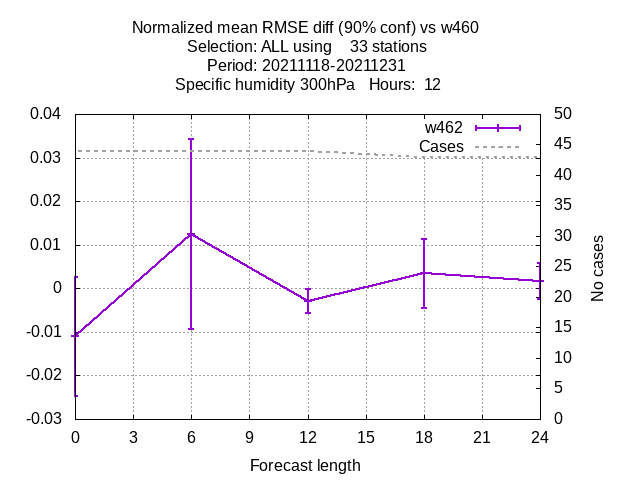 Normalized mean RMSE diff (90% conf) vs w460
Selection: ALL using    33 stations
Period: 20211118-20211231
Specific humidity 300hPa   Hours:  12
w462
Cases
0.04
0.03
0.02
0.01
0
-0.01
-0.02
-0.03
50
45
40
35
30
25
20
15
10
5
0
No cases
0 3 6 9 12 15 18 21 24
Forecast length